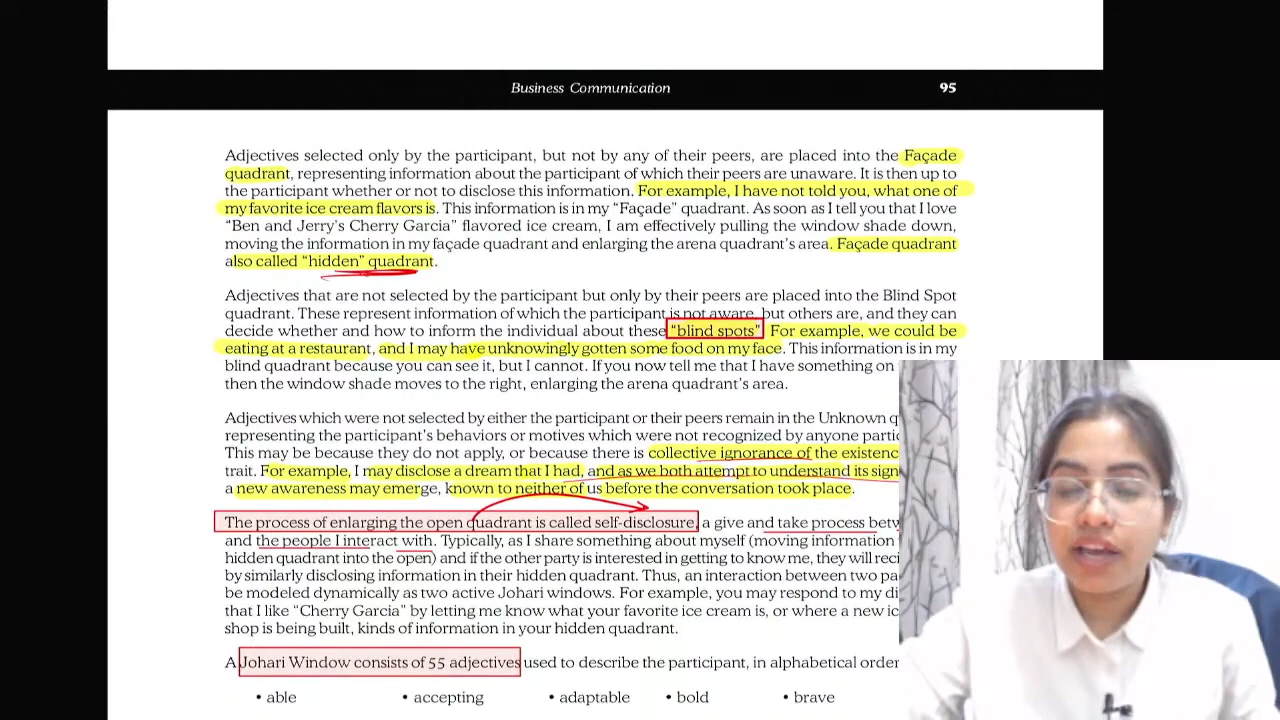 Business Communication 95
Adjectives selected only by the participant, but not by any of their peers, are placed into the Façade
quadrant, representing information about the participant of which their peers are unaware. It is then up to
the participant whether or not to disclose this information. For example, I have not told you, what one of
my favorite ice cream flavors is. This information is in my “Façade” quadrant. As soon as I tell you that I love
“Ben and Jerry’s Cherry Garcia” flavored ice cream, I am effectively pulling the window shade down,
moving the information in my façade quadrant and enlarging the arena quadrant’s area. Façade quadrant
also called “hidden” quadrant.
Adjectives that are not selected by the participant but only by their peers are placed into the Blind Spot
quadrant. These represent information of which the participant is not aware, but others are, and they can
decide whether and how to inform the individual about these “blind spots”. For example, we could be
eating at a restaurant, and I may have unknowingly gotten some food on my face. This information is in my
blind quadrant because you can see it, but I cannot. If you now tell me that I have something on
then the window shade moves to the right, enlarging the arena quadrant’s area.
Adjectives which were not selected by either the participant or their peers remain in the Unknown q
representing the participant’s behaviors or motives which were not recognized by anyone partic
This may be because they do not apply, or because there is collective ignorance of the existenc
trait. For example, I may disclose a dream that I had, and as we both attempt to understand its sign
a new awareness may emerge, known to neither of us before the conversation took place.
The process of enlarging the open quadrant is called self-disclosure, a give and take process betw
and the people I interact with. Typically, as I share something about myself (moving information
hidden quadrant into the open) and if the other party is interested in getting to know me, they will reci
by similarly disclosing information in their hidden quadrant. Thus, an interaction between two pa
be modeled dynamically as two active Johari windows. For example, you may respond to my di
that I like “Cherry Garcia” by letting me know what your favorite ice cream is, or where a new ic
shop is being built, kinds of information in your hidden quadrant.
A Johari Window consists of 55 adjectives used to describe the participant, in alphabetical order
• able • accepting • adaptable • bold • brave